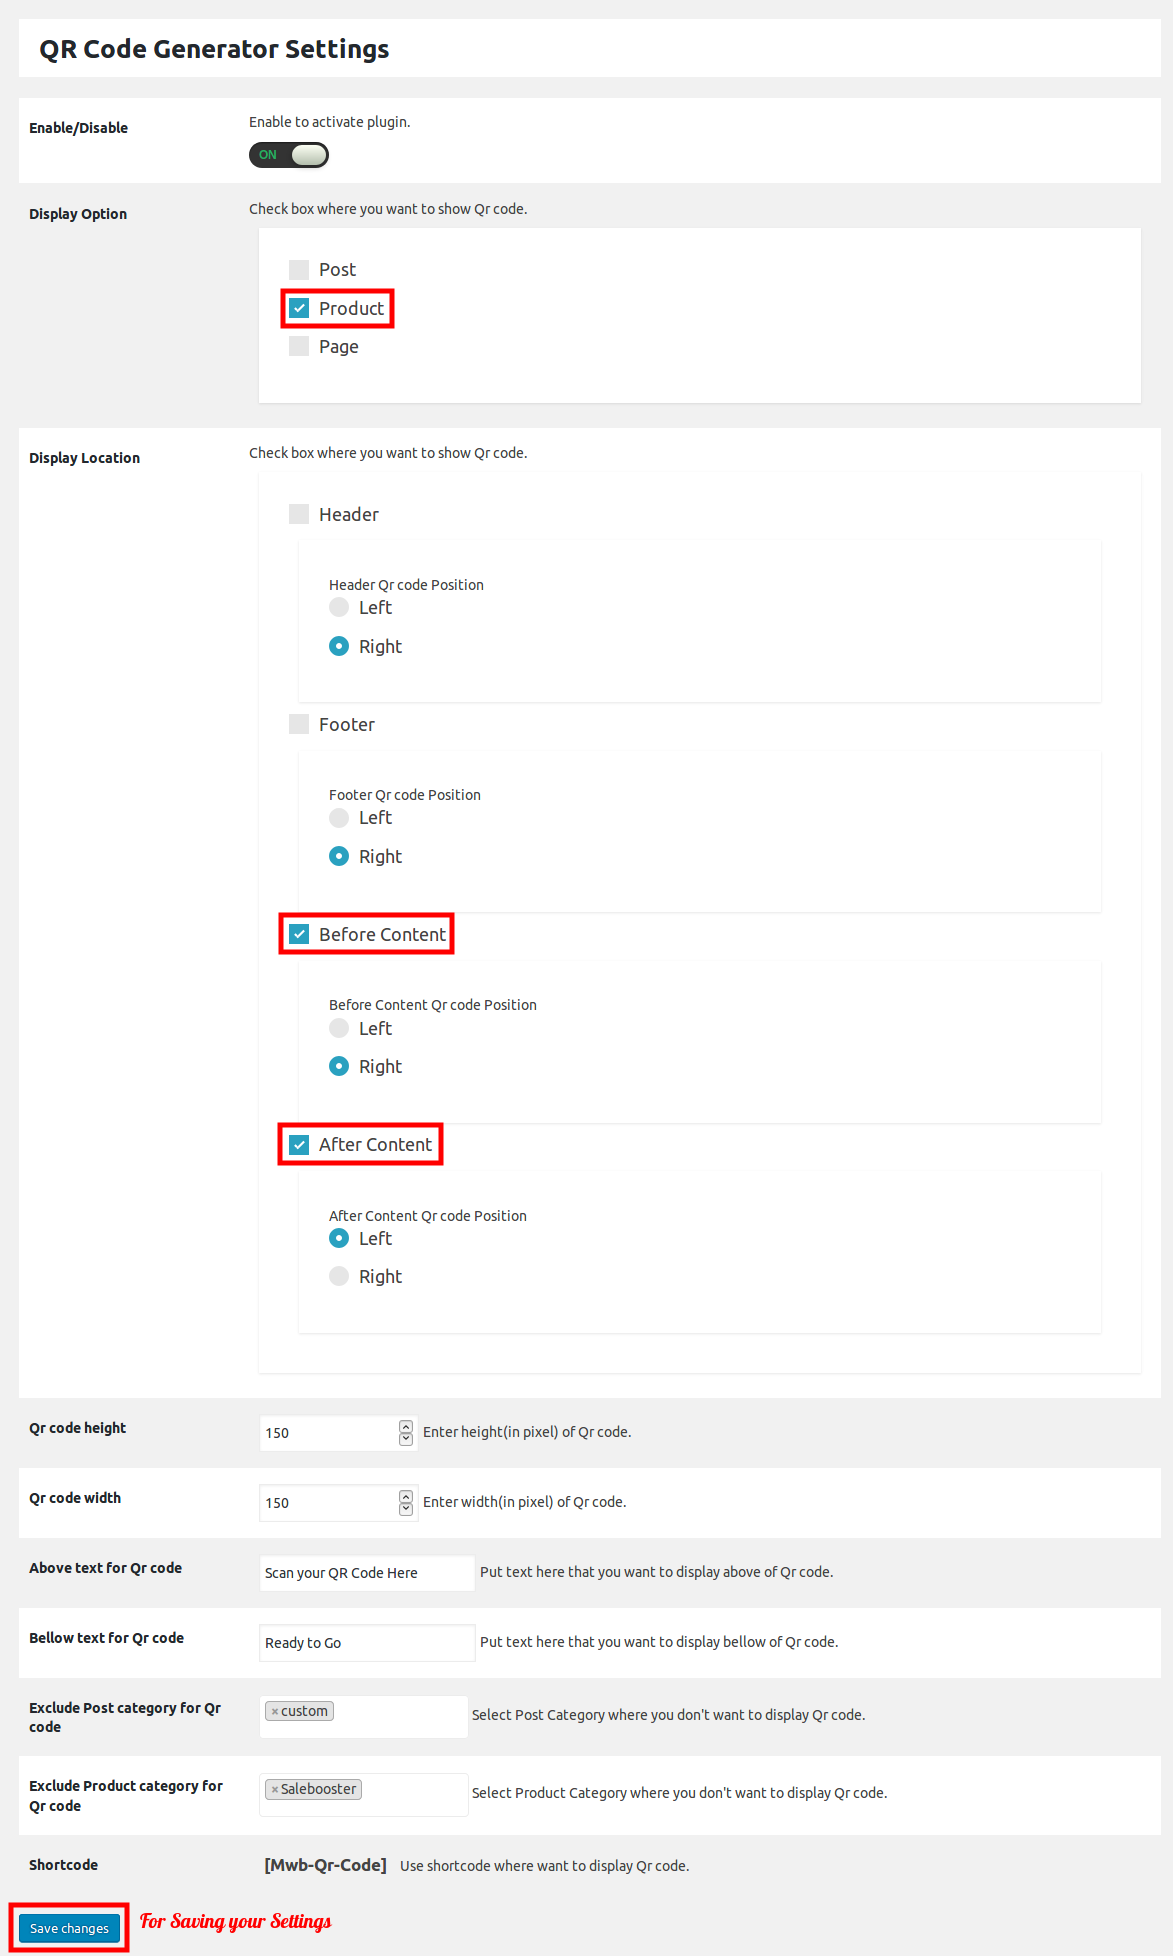 QR Code Generator Settings
Enable/Disable
Enable to activate plugin.
ON
Display Option
Check box where you want to show Qr code.
Post
Product
Page
Display Location
Check box where you want to show Qr code.
Header
Header Qr code Position
Left
Right
Footer
Footer Qr code Position
Left
Right
Before Content
Before Content Qr code Position
Left
Right
After Content
After Content Qr code Position
Left
Right
Qr code height
150
Enter height(in pixel) of Qr code.
Qr code width
150
Enter width(in pixel) of Qr code.
Above text for Qr code
Scan your QR Code Here
Put text here that you want to display above of Qr code.
Bellow text for Qr code
Ready to Go
Put text here that you want to display bellow of Qr code.
Exclude Post category for Qr
code
× custom
Select Post Category where you don't want to display Qr code.
Exclude Product category for
Qr code
× Salebooster
Select Product Category where you don't want to display Qr code.
Shortcode
[Mwb-Qr-Code]
Use shortcode where want to display Qr code.
Save changes
For Saving your Settings